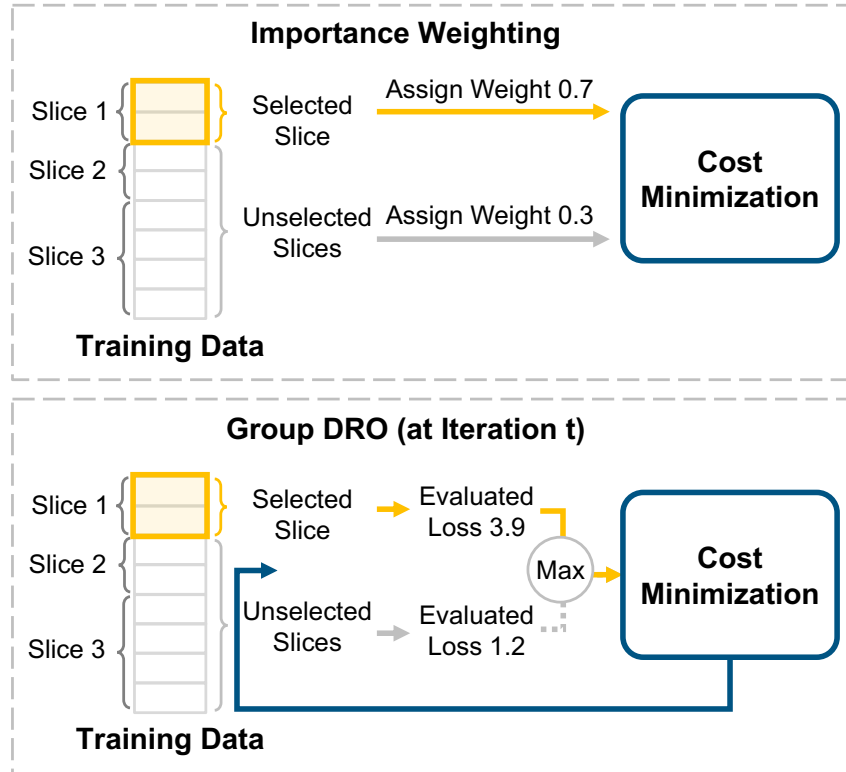 Importance Weighting
Slice 1
Slice 2
Slice 3
Training Data
Selected
Slice
Unselected
Slices
Assign Weight 0.7
Assign Weight 0.3
Cost
Minimization
Group DRO (at Iteration t)
Slice 1
Slice 2
Slice 3
Training Data
Selected
Slice
Unselected
Slices
Evaluated
Loss 3.9
Evaluated
Loss 1.2
Max
Cost
Minimization